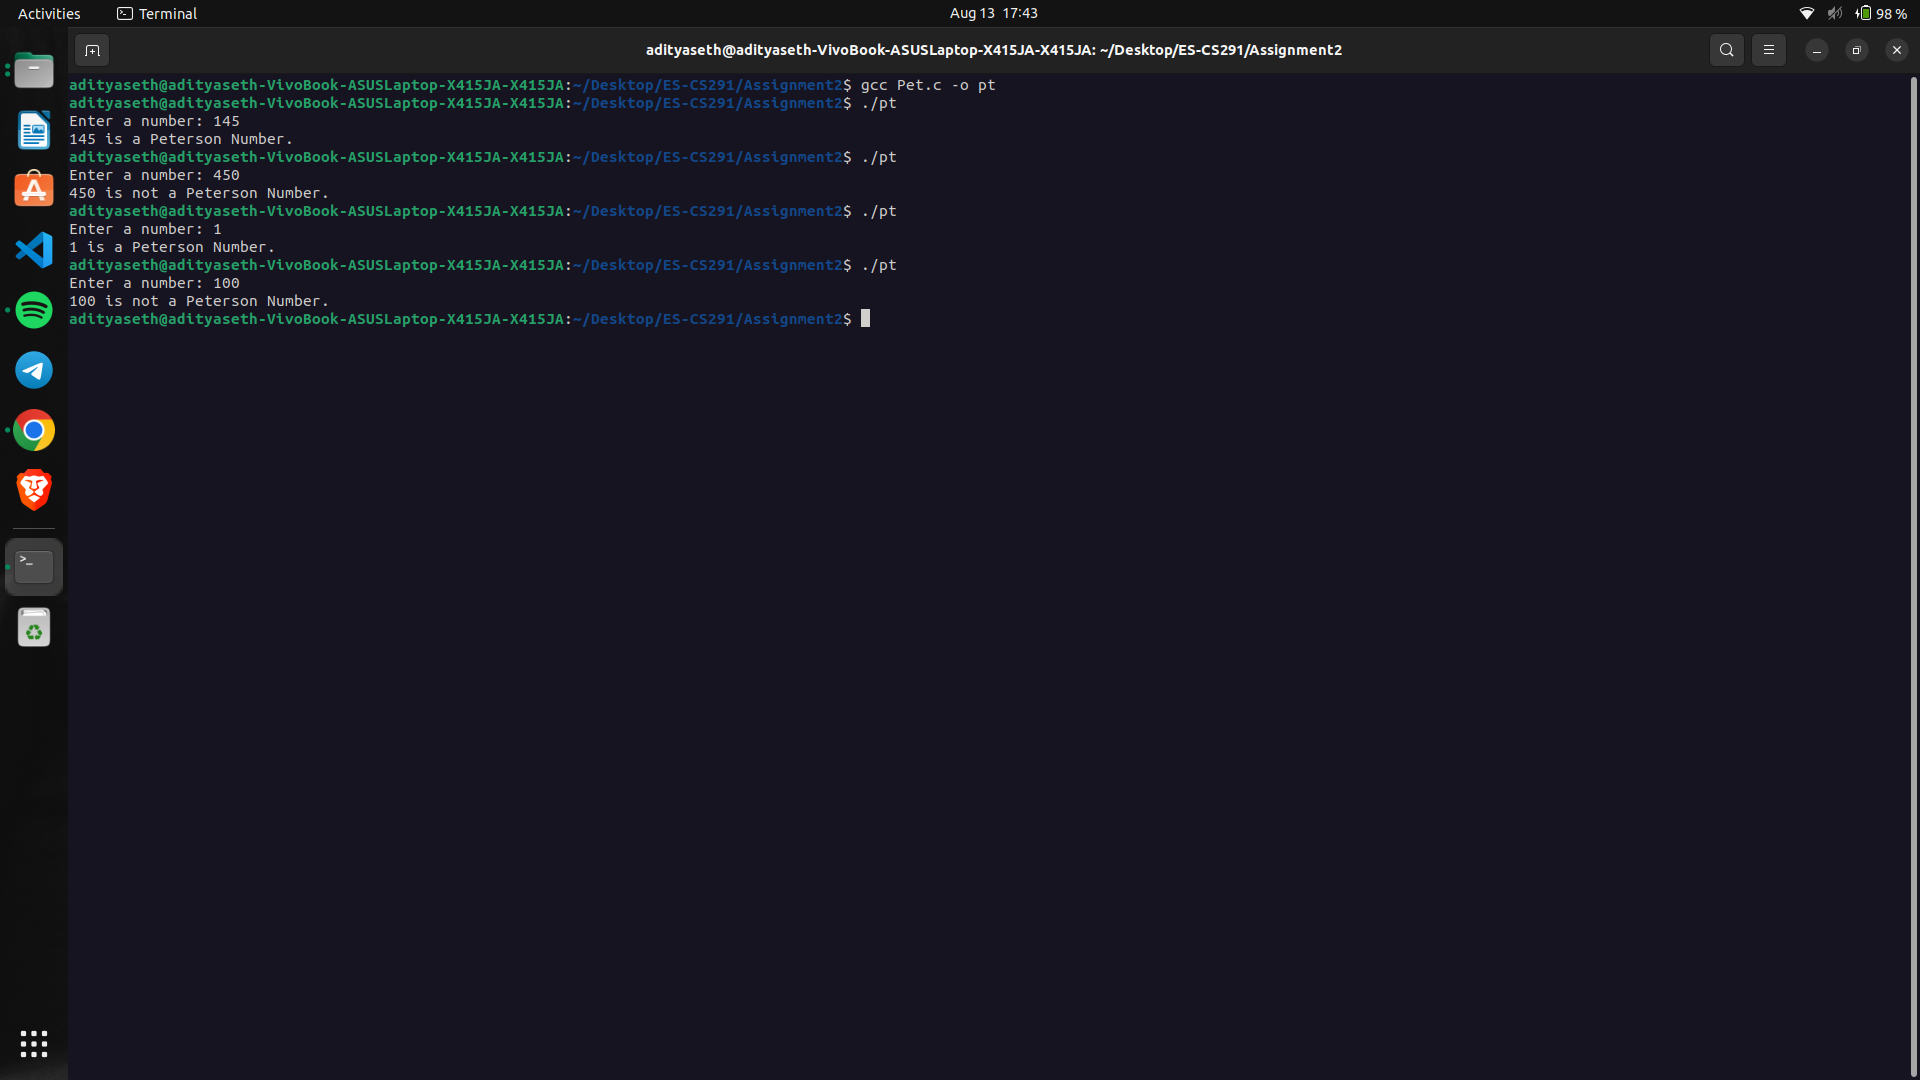 Activities
Terminal
Aug 13 17:43
98 %
adityaseth@adityaseth-VivoBook-ASUSLaptop-X415JA-X415JA: ~/Desktop/ES-CS291/Assignment2
adityaseth@adityaseth-VivoBook-ASUSLaptop-X415JA-X415JA:~/Desktop/ES-CS291/Assignment2$ gcc Pet.c -o pt
adityaseth@adityaseth-VivoBook-ASUSLaptop-X415JA-X415JA:~/Desktop/ES-CS291/Assignment2$ ./pt
Enter a number: 145
145 is a Peterson Number.
adityaseth@adityaseth-VivoBook-ASUSLaptop-X415JA-X415JA:~/Desktop/ES-CS291/Assignment2$ ./pt
Enter a number: 450
450 is not a Peterson Number.
adityaseth@adityaseth-VivoBook-ASUSLaptop-X415JA-X415JA:~/Desktop/ES-CS291/Assignment2$ ./pt
Enter a number: 1
1 is a Peterson Number.
adityaseth@adityaseth-VivoBook-ASUSLaptop-X415JA-X415JA:~/Desktop/ES-CS291/Assignment2$ ./pt
Enter a number: 100
100 is not a Peterson Number.
adityaseth@adityaseth-VivoBook-ASUSLaptop-X415JA-X415JA:~/Desktop/ES-CS291/Assignment2$